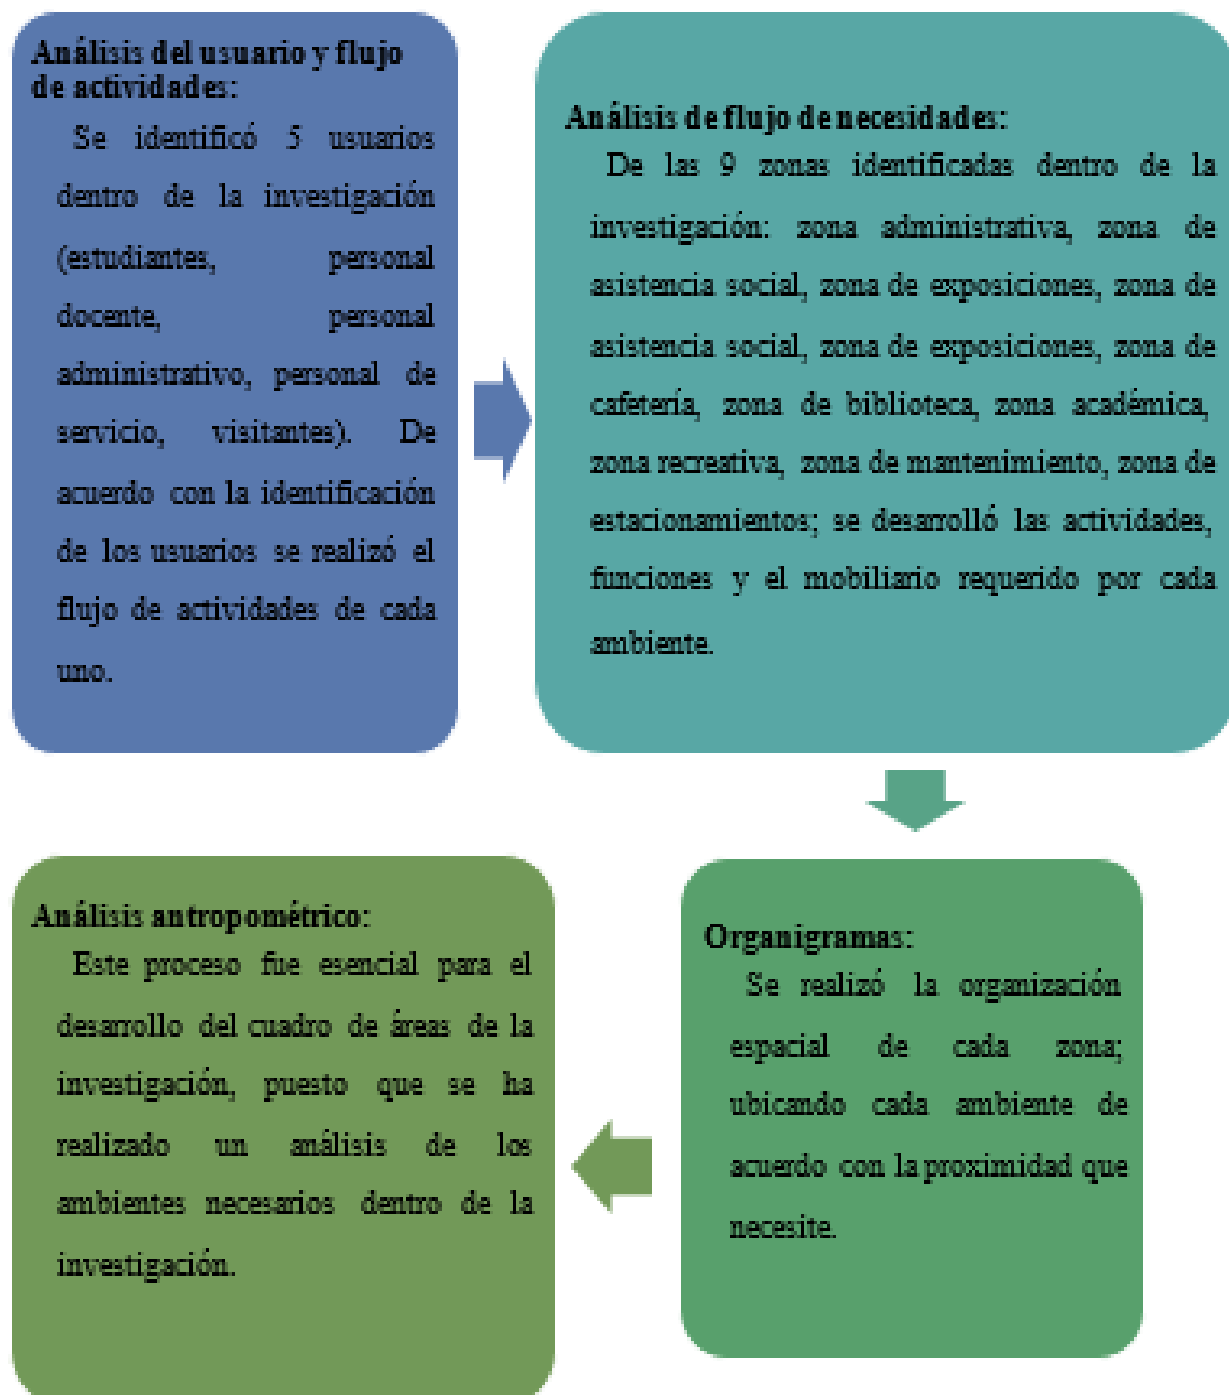 Análisis del usuario y flujo
de actividades:
Se identificó 5 usuarios
dentro de la investigación
(estudiantes, personal
docente, personal
administrativo, personal de
servicio, visitantes). De
acuerdo con la identificación
de los usuarios se realizó el
flujo de actividades de cada
uno.
Análisis de flujo de necesidades:
De las 9 zonas identificadas dentro de la
investigación: zona administrativa, zona de
asistencia social, zona de exposiciones, zona de
asistencia social, zona de exposiciones, zona de
cafetería, zona de biblioteca, zona académica,
zona recreativa, zona de mantenimiento, zona de
estacionamientos; se desarrolló las actividades,
funciones y el mobiliario requerido por cada
ambiente.
Organigramas:
Se realizó la organización
espacial de cada zona;
ubicando cada ambiente de
acuerdo con la proximidad que
necesite.
Análisis antropométrico:
Este proceso fue esencial para el
desarrollo del cuadro de áreas de la
investigación, puesto que se ha
realizado un análisis de los
ambientes necesarios dentro de la
investigación.